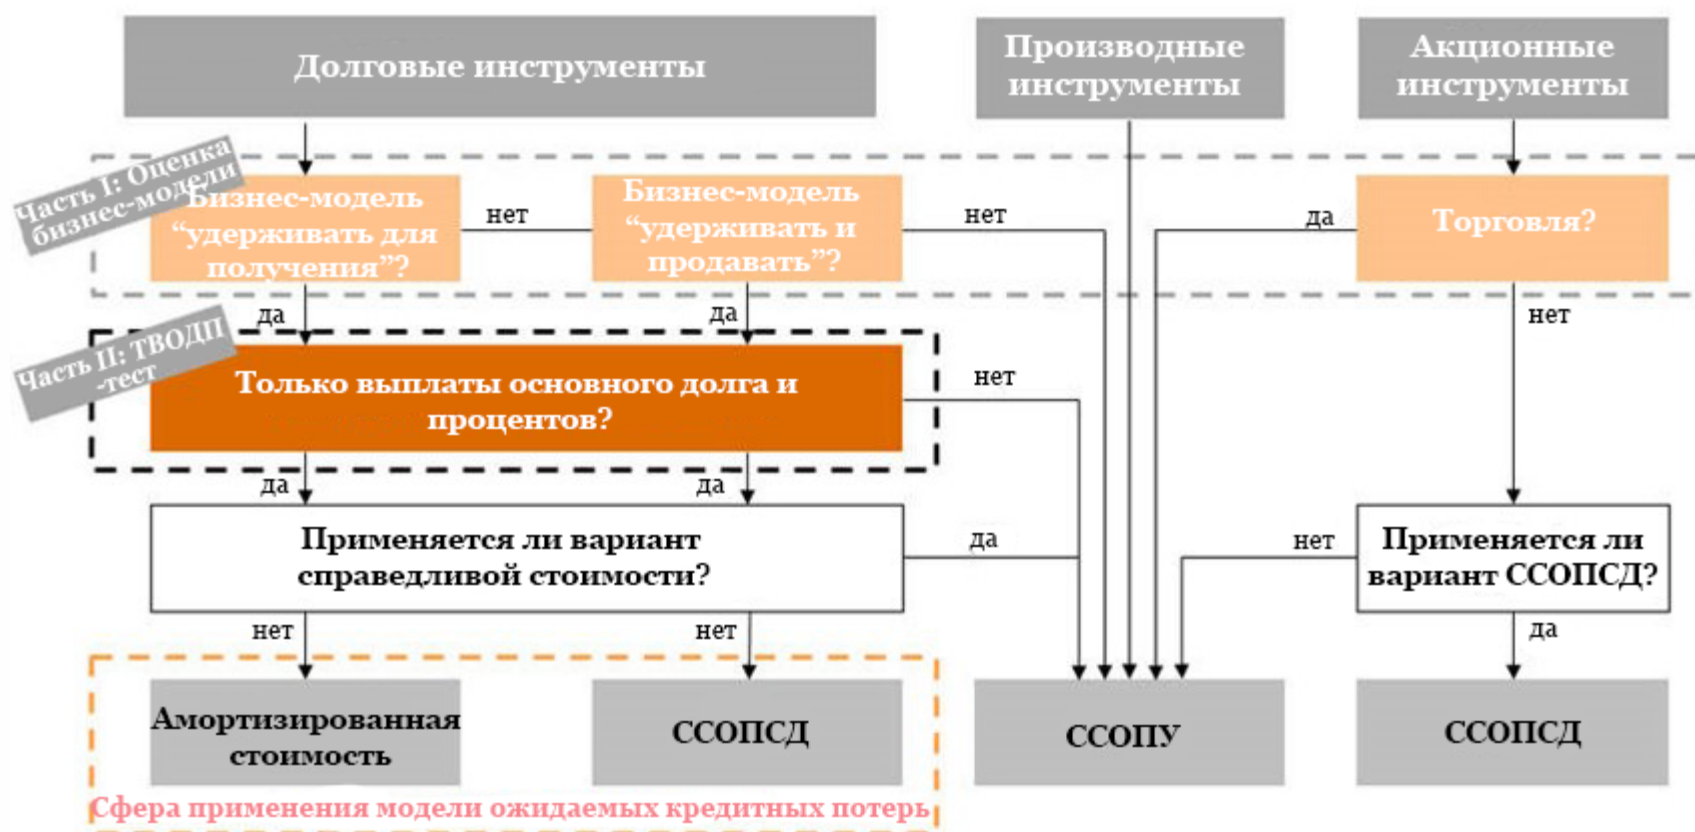 Долговые инструменты
Производные
инструменты
Акционные
инструменты
Часть I: Оценка
бизнес-модели
Бизнес-модель
“удерживать для
получения”?
нет
Бизнес-модель
“удерживать и
продавать”?
нет
да
Торговля?
да
да
нет
Часть II: ТВОДП
-тест
Только выплаты основного долга и
процентов?
нет
да
да
Применяется ли вариант
справедливой стоимости?
да
нет
Применяется ли
вариант ССОПСД?
нет
нет
да
Амортизированная
стоимость
ССОПСД
ССОПУ
ССОПСД
Сфера применения модели ожидаемых кредитных потерь